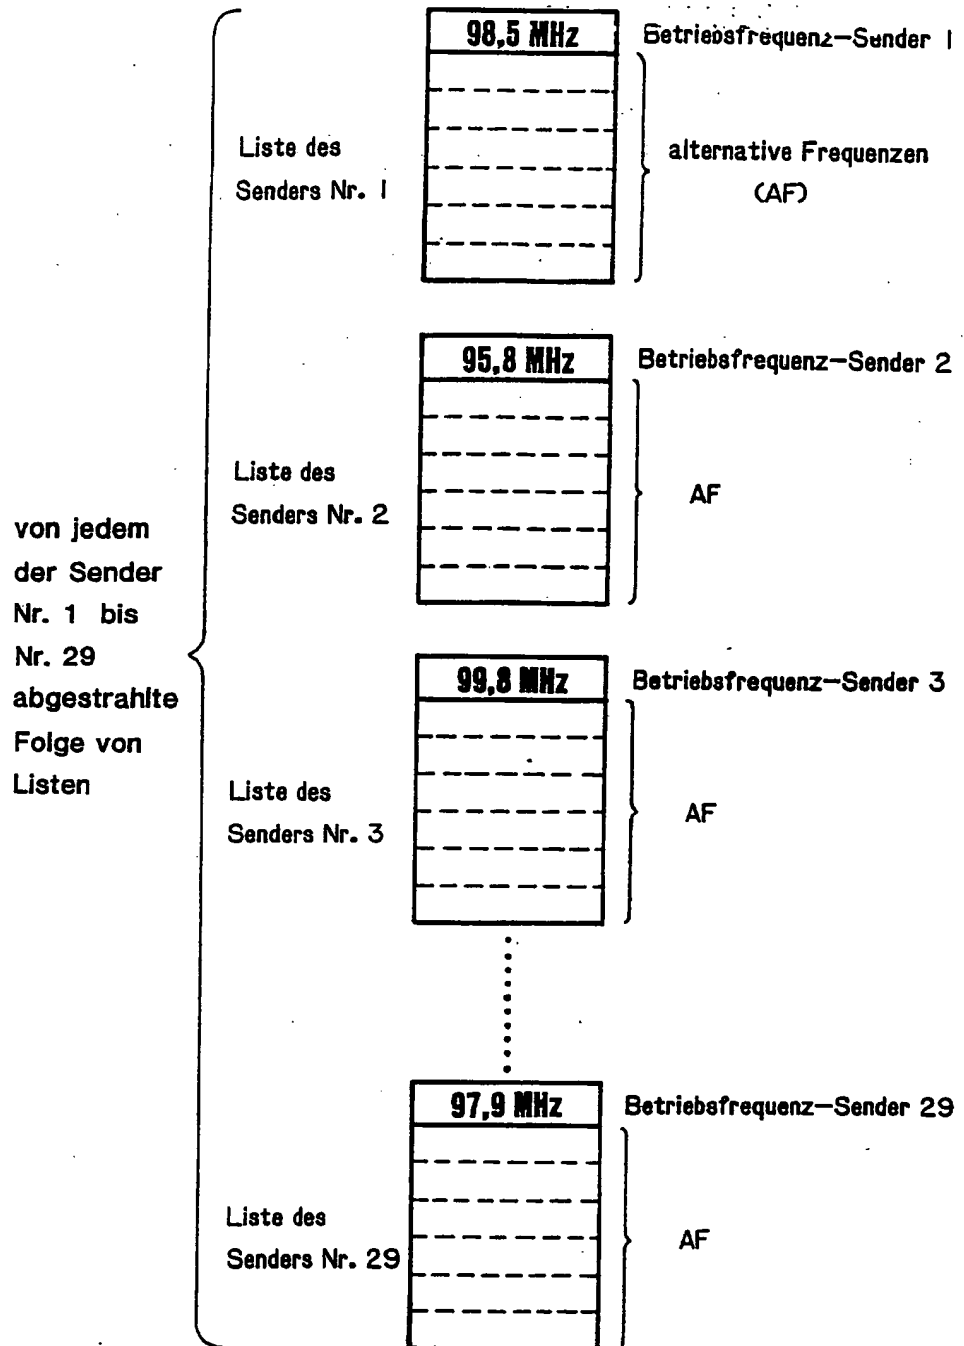 98,5 MHz Betriebsfrequenz-Sender 1
Liste des
Senders Nr. 1
alternative Frequenzen
(AF)
95,8 MHz Betriebsfrequenz-Sender 2
Liste des
Senders Nr. 2
AF
von jedem
der Sender
Nr. 1 bis
Nr. 29
abgestrahlte
Folge von
Listen
99,8 MHz Betriebsfrequenz-Sender 3
Liste des
Senders Nr. 3
AF
97,9 MHz Betriebsfrequenz-Sender 29
Liste des
Senders Nr. 29
AF